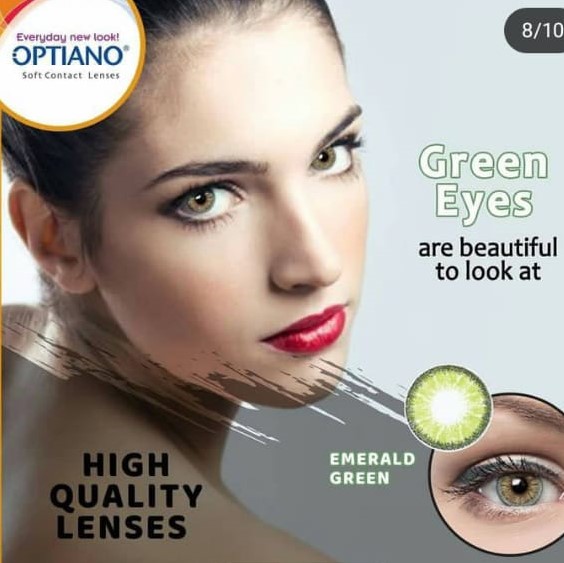 Everyday new look!
OPTIANO®
Soft Contact Lenses
8/10
Green
Eyes
are beautiful
to look at
EMERALD
GREEN
HIGH
QUALITY
LENSES